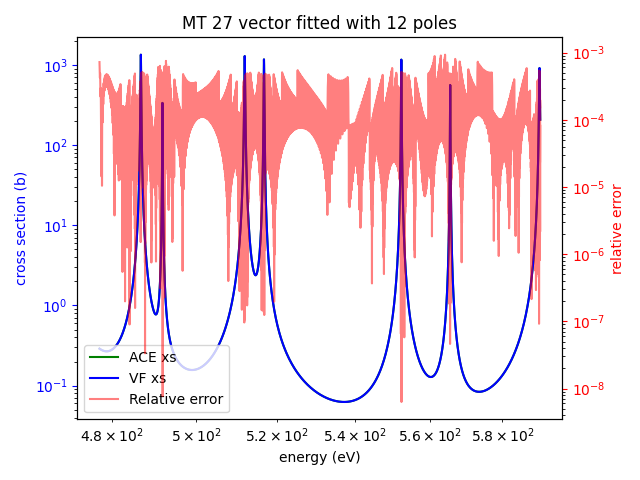 MT 27 vector fitted with 12 poles
10³
10²
10¹
10⁰
10⁻¹
cross section (b)
10⁻³
10⁻⁴
10⁻⁵
10⁻⁶
10⁻⁷
10⁻⁸
relative error
ACE xs
VF xs
Relative error
4.8 × 10² 5 × 10² 5.2 × 10² 5.4 × 10² 5.6 × 10² 5.8 × 10²
energy (eV)